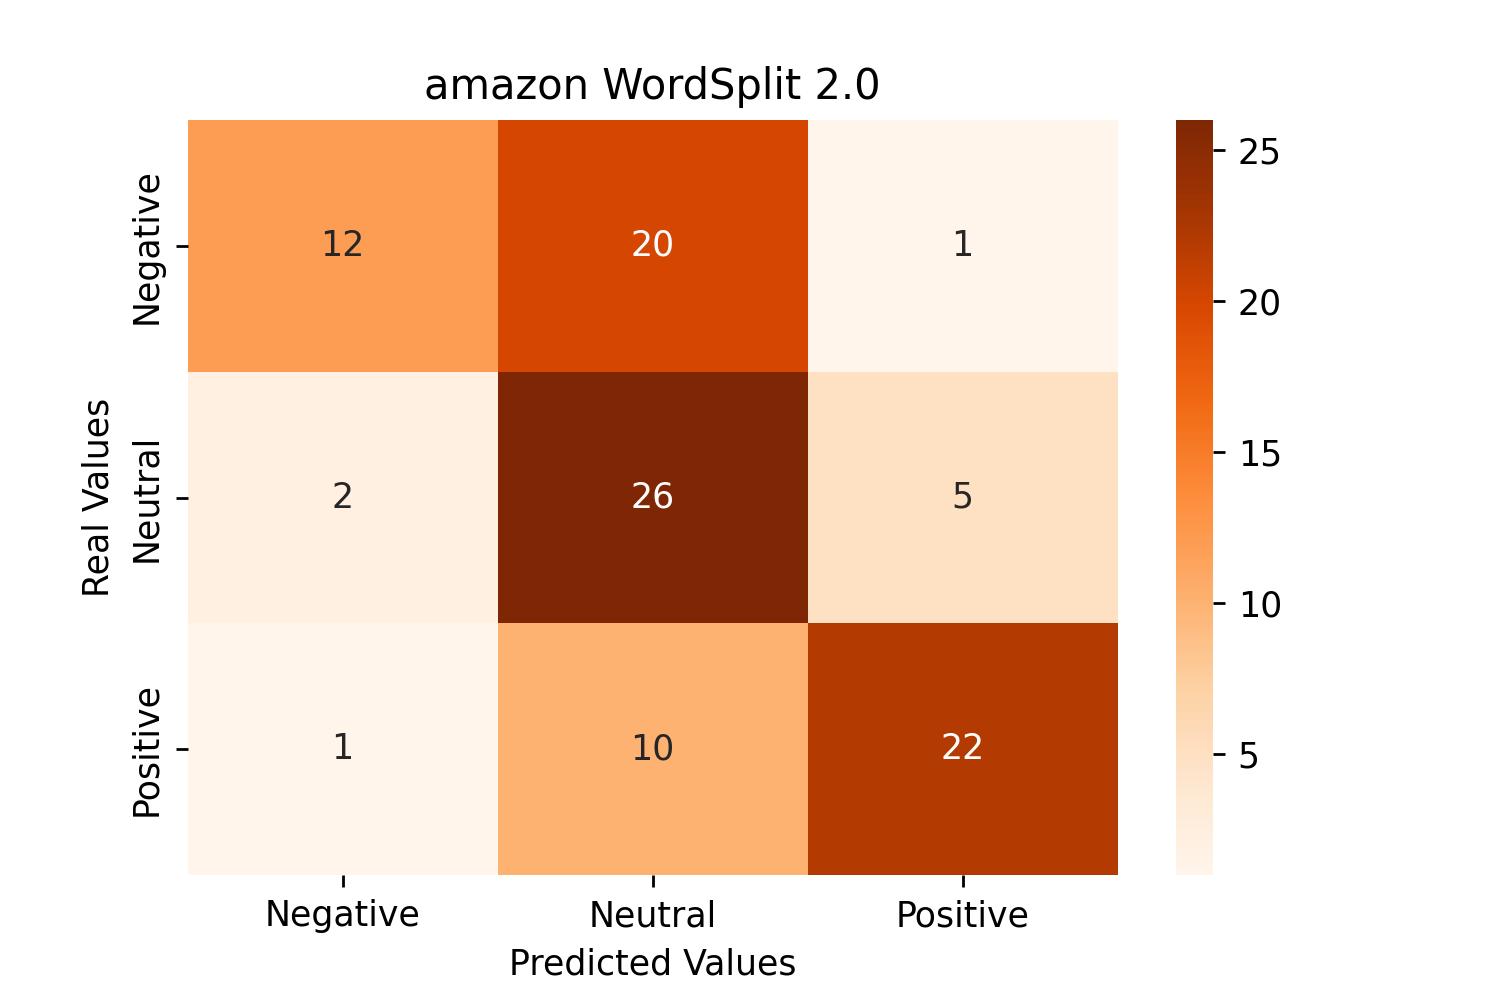 amazon WordSplit 2.0
Real Values
Negative
12 20 1
Neutral
2 26 5
Positive
1 10 22
Negative Neutral Positive
Predicted Values
25
20
15
10
5